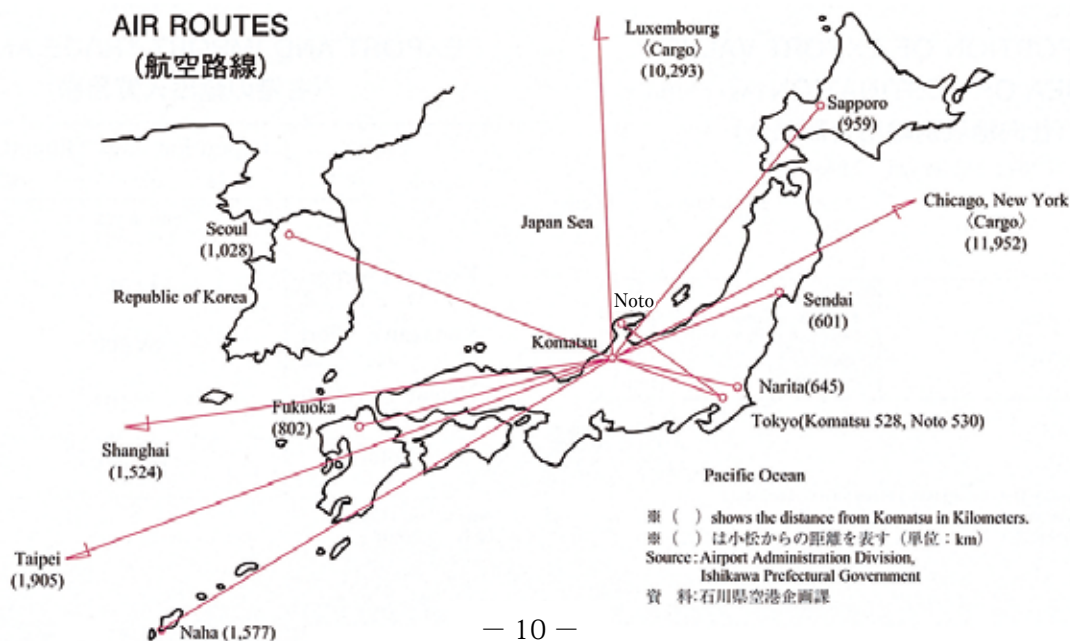 AIR ROUTES
(航空路線)
Luxembourg
〈Cargo〉
(10,293)
Sapporo
(959)
Chicago, New York
〈Cargo〉
(11,952)
Japan Sea
Seoul
(1,028)
Republic of Korea
Noto
Komatsu
Sendai
(601)
Narita(645)
Tokyo(Komatsu 528, Noto 530)
Fukuoka
(802)
Shanghai
(1,524)
Pacific Ocean
Taipei
(1,905)
Naha (1,577)
※ (　) shows the distance from Komatsu in Kilometers.
※ (　) は小松からの距離を表す (単位：km)
Source : Airport Administration Division,
Ishikawa Prefectural Government
資　料:石川県空港企画課
− 10 −